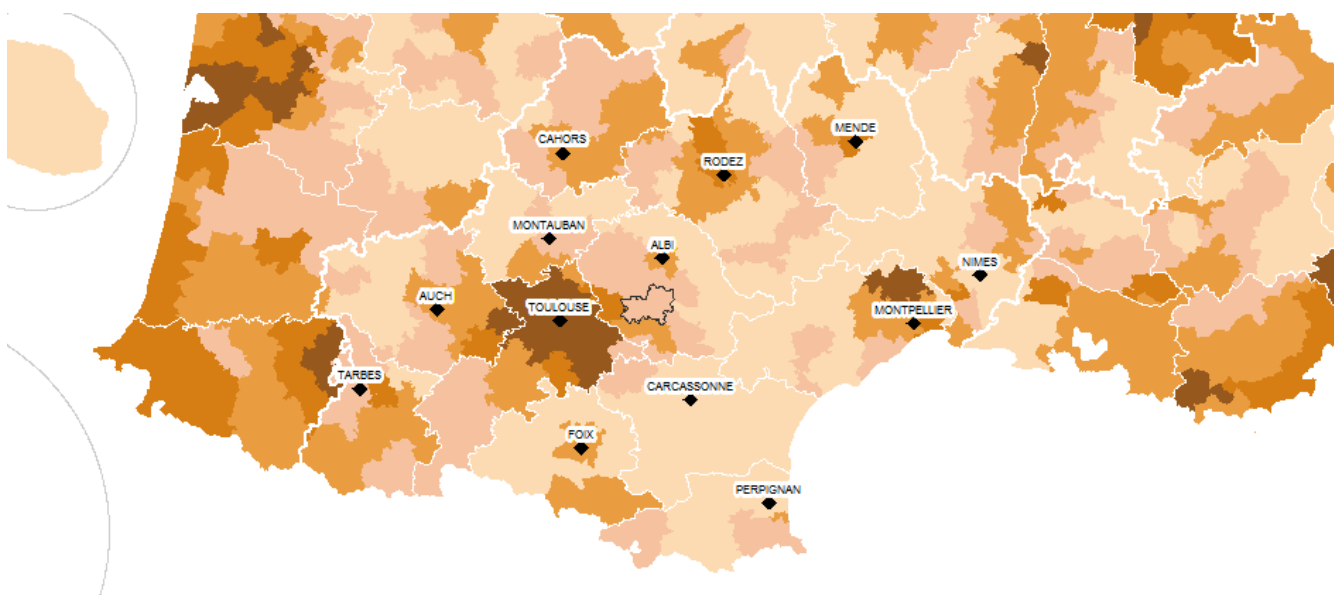 MENDE
CAHORS
RODEZ
MONTAUBAN
ALBI
NIMES
AUCH
TOULOUSE
MONTPELLIER
TARBES
CARCASSONNE
FOIX
PERPIGNAN